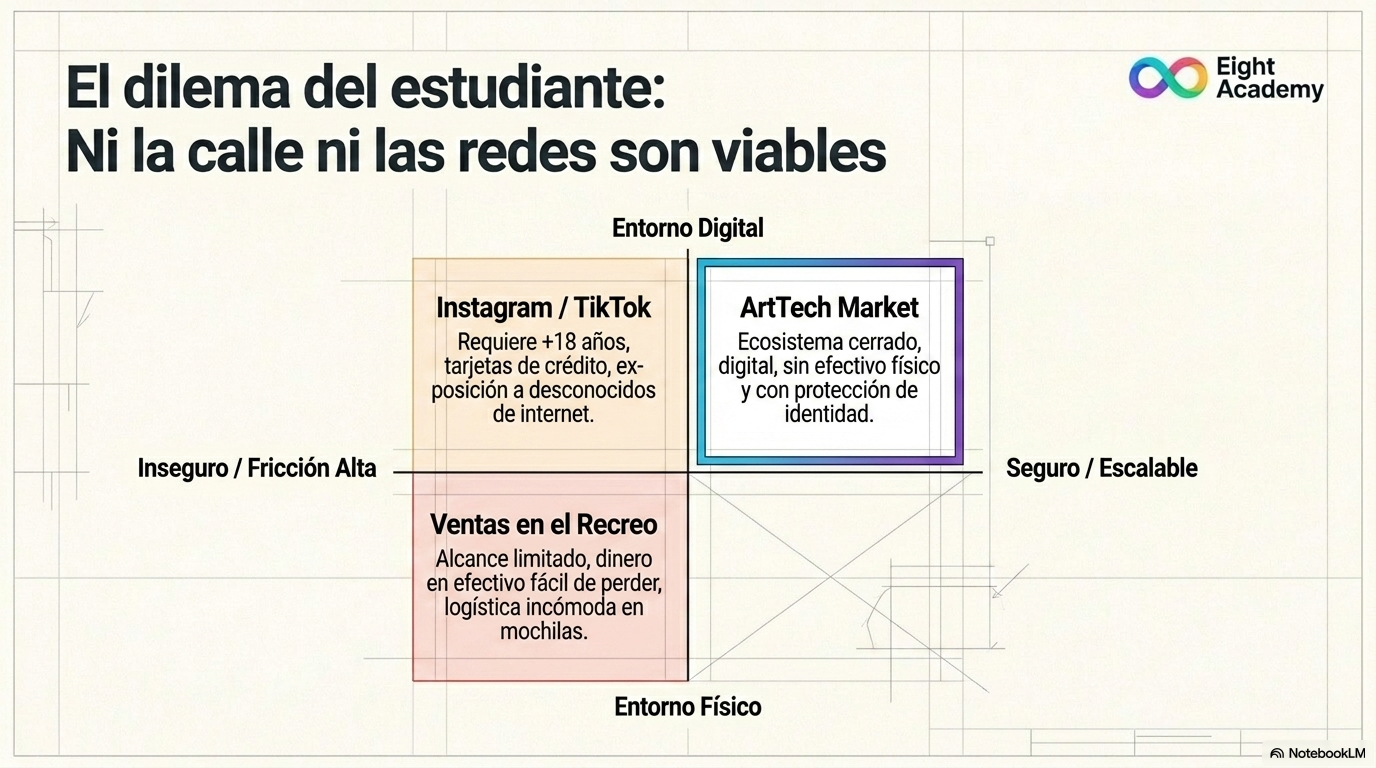 El dilema del estudiante:
Ni la calle ni las redes son viables
Eight
Academy
Entorno Digital
Instagram / TikTok
Requiere +18 años,
tarjetas de crédito, ex-
posición a desconocidos
de internet.
ArtTech Market
Ecosistema cerrado,
digital, sin efectivo físico
y con protección de
identidad.
Inseguro / Fricción Alta
Seguro / Escalable
Ventas en el Recreo
Alcance limitado, dinero
en efectivo fácil de perder,
logística incómoda en
mochilas.
Entorno Físico
NotebookLM